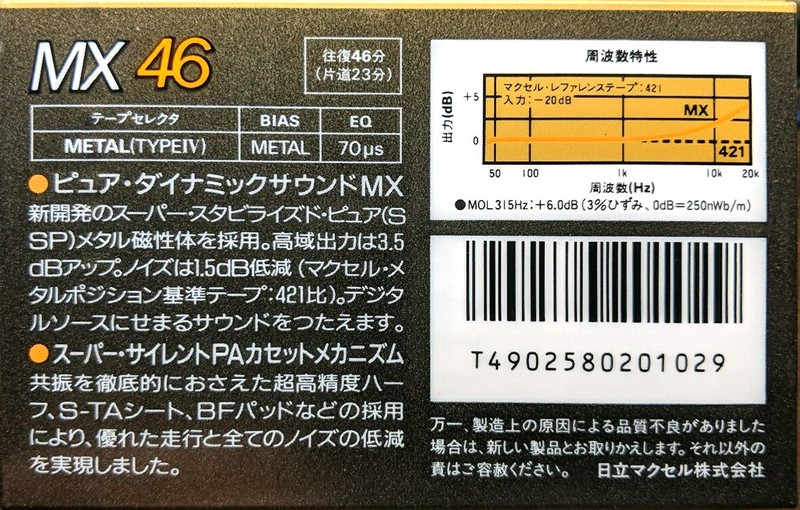 MX 46
往復46分
(片道23分)
テープセレクタ BIAS EQ
METAL(TYPEⅣ) METAL 70μs
●ピュア・ダイナミックサウンドMX
新開発のスーパー・スタビライズド・ピュア(S
SP)メタル磁性体を採用。高域出力は3.5
dBアップ。ノイズは1.5dB低減(マクセル・メ
タルポジション基準テープ:421比)。デジタ
ルソースにせまるサウンドをつたえます。
●スーパー・サイレントPAカセットメカニズム
共振を徹底的におさえた超高精度ハー
フ、S-TAシート、BFパッドなどの採用
により、優れた走行と全てのノイズの低減
を実現しました。
周波数特性
マクセル・レファレンステープ:421
入力:-20dB
出力(dB)
+5
0
MX
421
50 100 1k 10k 20k
周波数(Hz)
●MOL315Hz:+6.0dB(3%ひずみ、0dB=250nWb/m)
T4902580201029
万一、製造上の原因による品質不良がありました
場合は、新しい製品とお取りかえします。それ以外の
責はご容赦ください。 日立マクセル株式会社